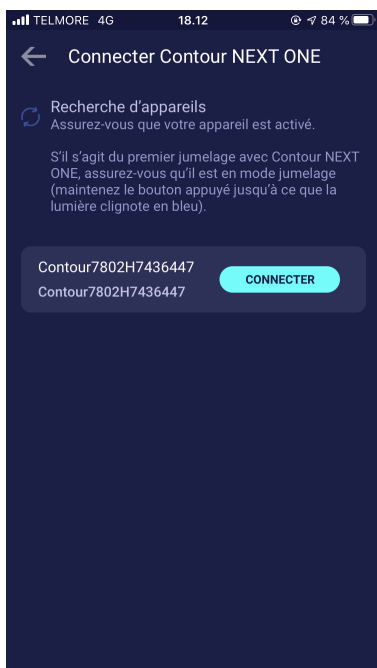 TELMORE 4G 18.12 84 %
Connecter Contour NEXT ONE
Recherche d'appareils
Assurez-vous que votre appareil est activé.
S'il s'agit du premier jumelage avec Contour NEXT
ONE, assurez-vous qu'il est en mode jumelage
(maintenez le bouton appuyé jusqu'à ce que la
lumière clignote en bleu).
Contour7802H7436447
CONNECTER
Contour7802H7436447